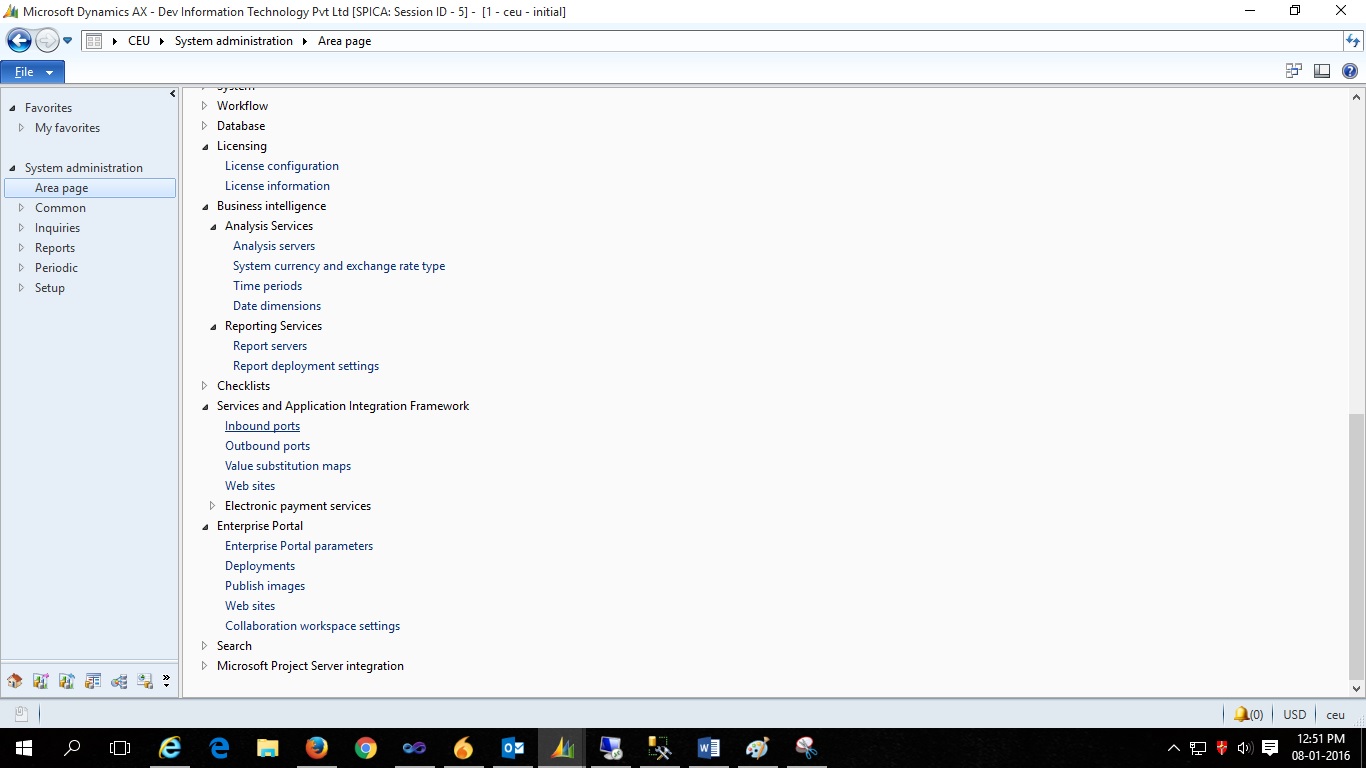 Microsoft Dynamics AX - Dev Information Technology Pvt Ltd [SPICA: Session ID - 5] - [1 - ceu - initial]
CEU
System administration
Area page
File
Favorites
My favorites
System administration
Area page
Common
Inquiries
Reports
Periodic
Setup
System
Workflow
Database
Licensing
License configuration
License information
Business intelligence
Analysis Services
Analysis servers
System currency and exchange rate type
Time periods
Date dimensions
Reporting Services
Report servers
Report deployment settings
Checklists
Services and Application Integration Framework
Inbound ports
Outbound ports
Value substitution maps
Web sites
Electronic payment services
Enterprise Portal
Enterprise Portal parameters
Deployments
Publish images
Web sites
Collaboration workspace settings
Search
Microsoft Project Server integration
(0)
USD
ceu
12:51 PM
08-01-2016